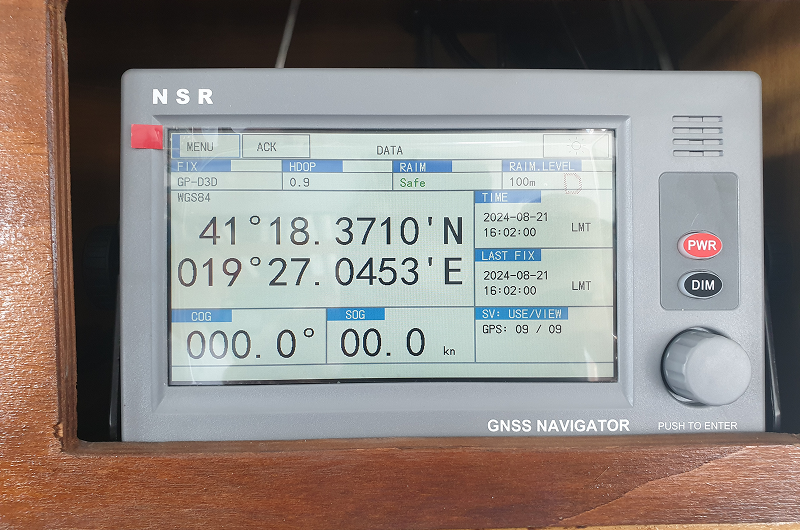 NSR
MENU
ACK
DATA
FIX
HDOP
RAIM
RAIM.LEVEL
GP-D3D
0.9
Safe
100m
WGS84
41°18.3710'N
019°27.0453'E
TIME
2024-08-21
16:02:00
LMT
LAST FIX
2024-08-21
16:02:00
LMT
COG
000.0°
SOG
00.0 kn
SV: USE/VIEW
GPS: 09 / 09
PWR
DIM
GNSS NAVIGATOR
PUSH TO ENTER